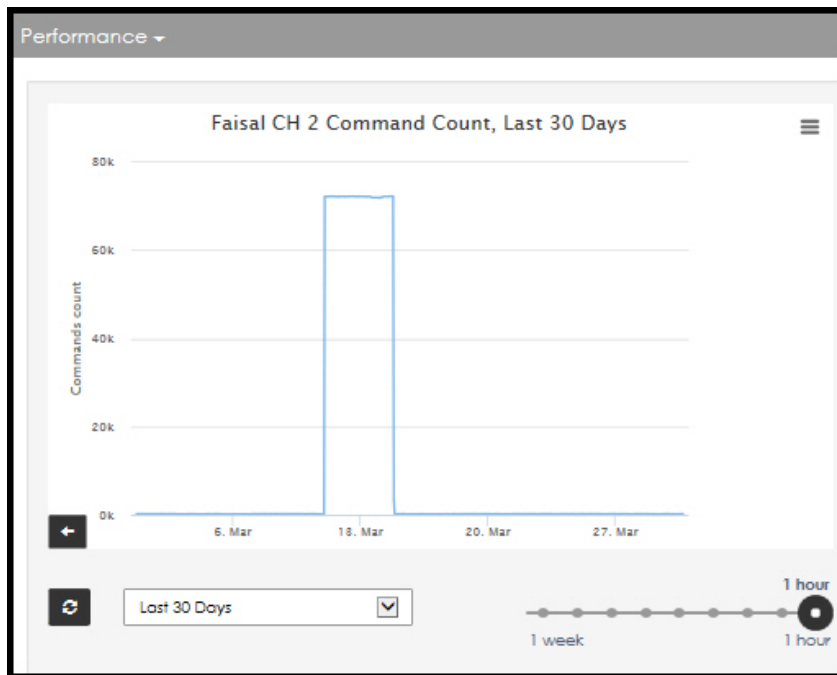 Performance
Faisal CH 2 Command Count, Last 30 Days
80k
60k
40k
20k
0k
Commands count
6. Mar
18. Mar
20. Mar
27. Mar
Last 30 Days
1 hour
1 week
1 hour